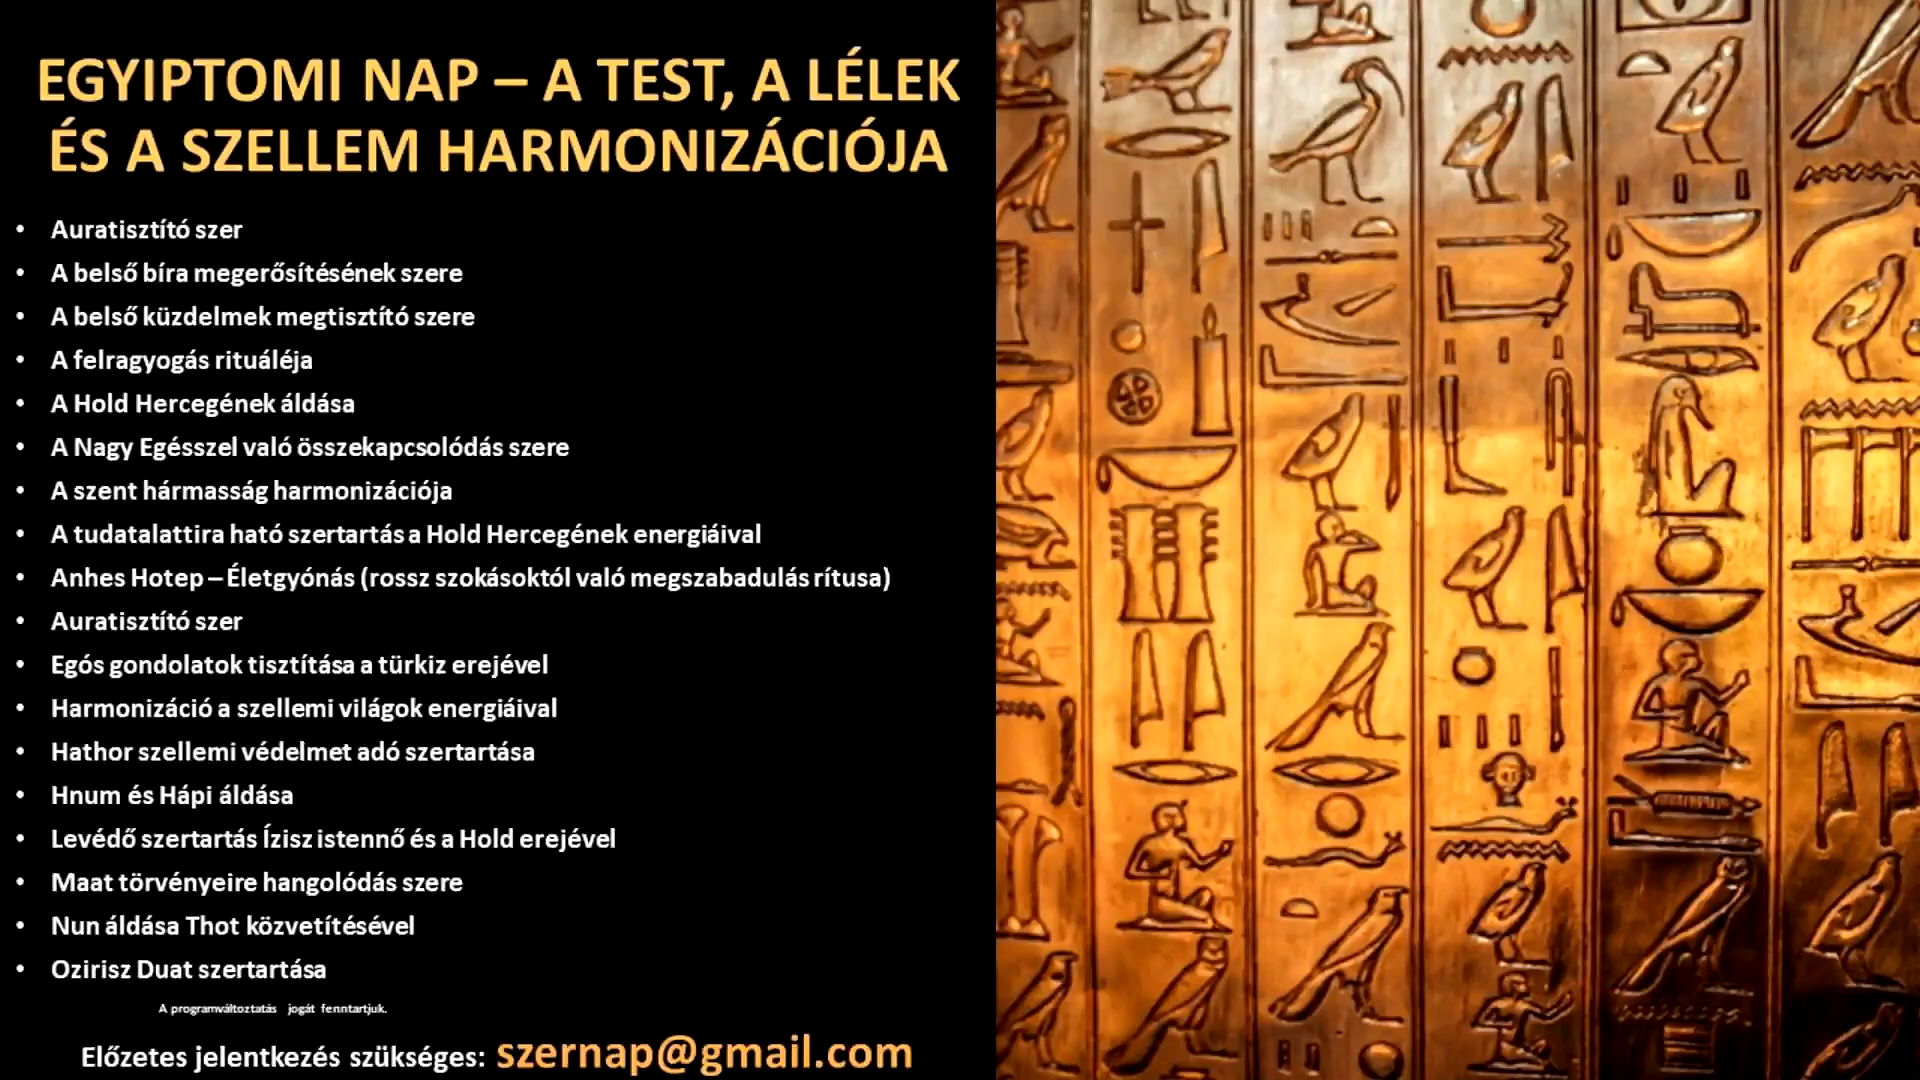 EGYIPTOMI NAP – A TEST, A LÉLEK
ÉS A SZELLEM HARMONIZÁCIÓJA
• Auratisztító szer
• A belső bíra megerősítésének szere
• A belső küzdelmek megtisztító szere
• A felragyogás rituáléja
• A Hold Hercegének áldása
• A Nagy Egésszel való összekapcsolódás szere
• A szent hármasság harmonizációja
• A tudatalattira ható szertartás a Hold Hercegének energiáival
• Anhes Hotep – Életgyónás (rossz szokásoktól való megszabadulás rítusa)
• Auratisztító szer
• Egós gondolatok tisztítása a türkiz erejével
• Harmonizáció a szellemi világok energiáival
• Hathor szellemi védelmet adó szertartása
• Hnum és Hápi áldása
• Levédő szertartás Ízisz istennő és a Hold erejével
• Maat törvényeire hangolódás szere
• Nun áldása Thot közvetítésével
• Ozirisz Duat szertartása
A programváltoztatás jogát fenntartjuk.
Előzetes jelentkezés szükséges: szernap@gmail.com